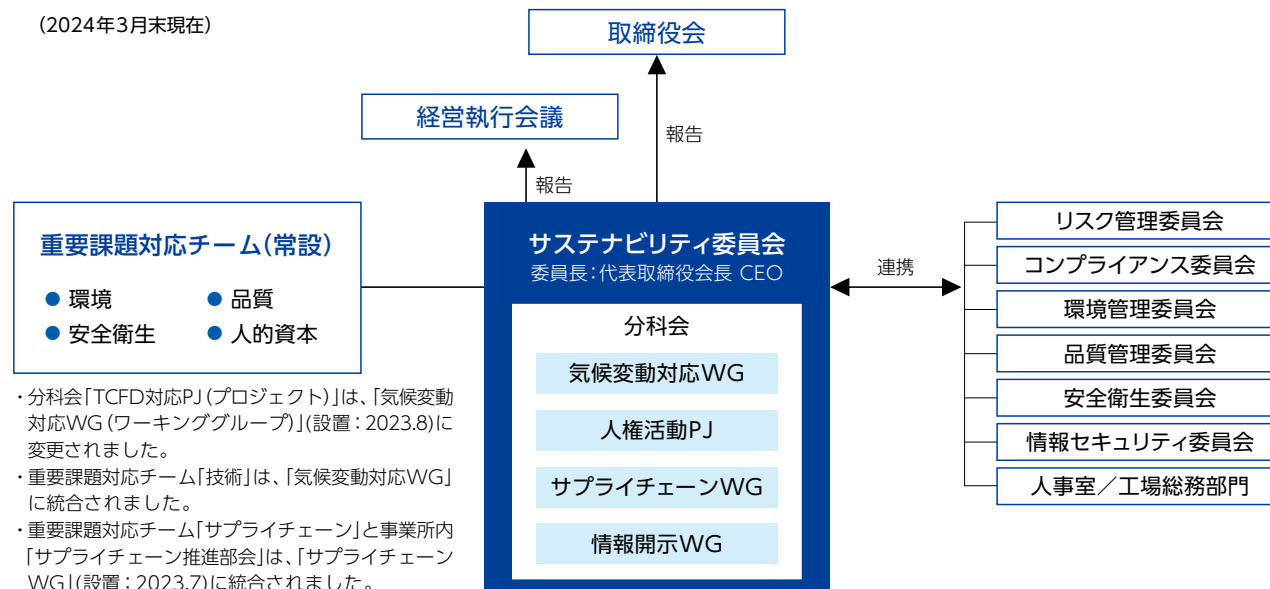 (2024年3月末現在)
取締役会
経営執行会議
報告
報告
重要課題対応チーム(常設)
● 環境
● 品質
● 安全衛生
● 人的資本
サステナビリティ委員会
委員長:代表取締役会長 CEO
分科会
気候変動対応WG
人権活動PJ
サプライチェーンWG
情報開示WG
連携
リスク管理委員会
コンプライアンス委員会
環境管理委員会
品質管理委員会
安全衛生委員会
情報セキュリティ委員会
人事室/工場総務部門
・分科会「TCFD対応PJ(プロジェクト)」は、「気候変動
対応WG(ワーキンググループ)」(設置:2023.8)に
変更されました。
・重要課題対応チーム「技術」は、「気候変動対応WG」
に統合されました。
・重要課題対応チーム「サプライチェーン」と事業所内
「サプライチェーン推進部会」は、「サプライチェーン
WG」(設置:2023.7)に統合されました。